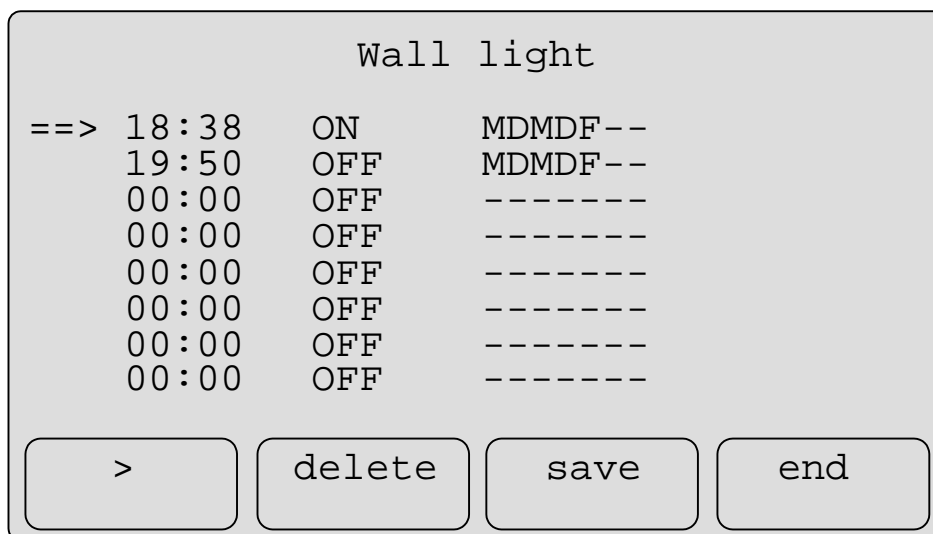 Wall light
==> 18:38 ON MDMDF--
19:50 OFF MDMDF--
00:00 OFF -------
00:00 OFF -------
00:00 OFF -------
00:00 OFF -------
00:00 OFF -------
00:00 OFF -------
> delete save end